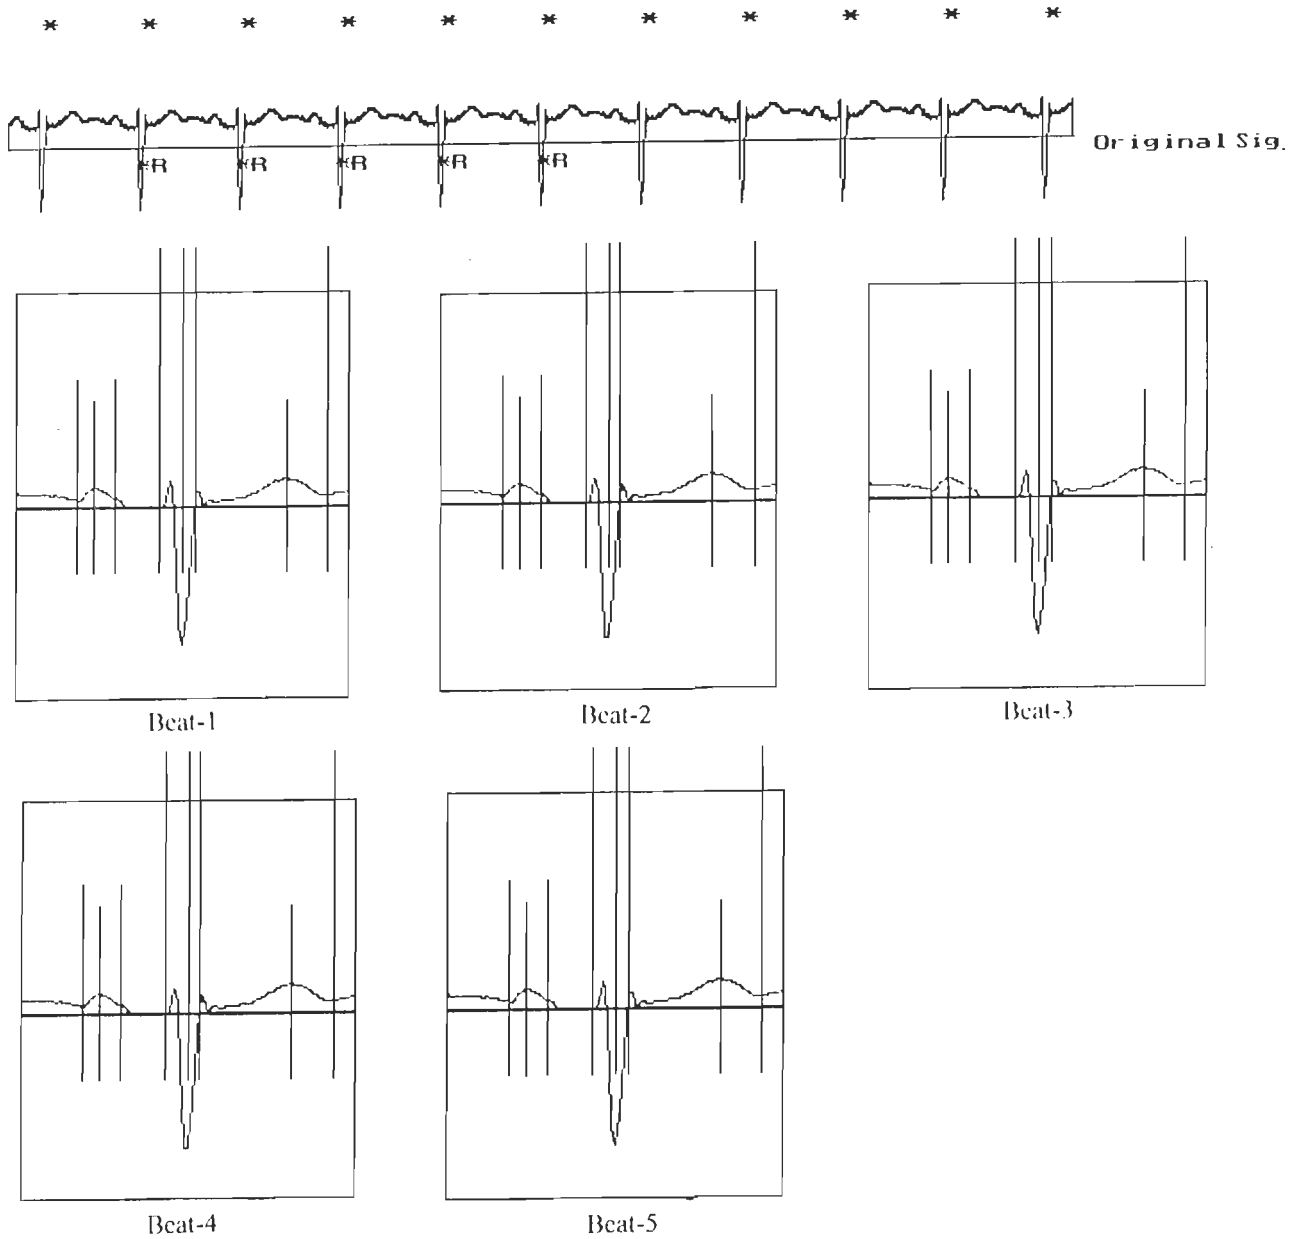 * * * * * * * * * * *
Original Sig.
*R *R *R *R *R
Beat-1 Beat-2 Beat-3
Beat-4 Beat-5